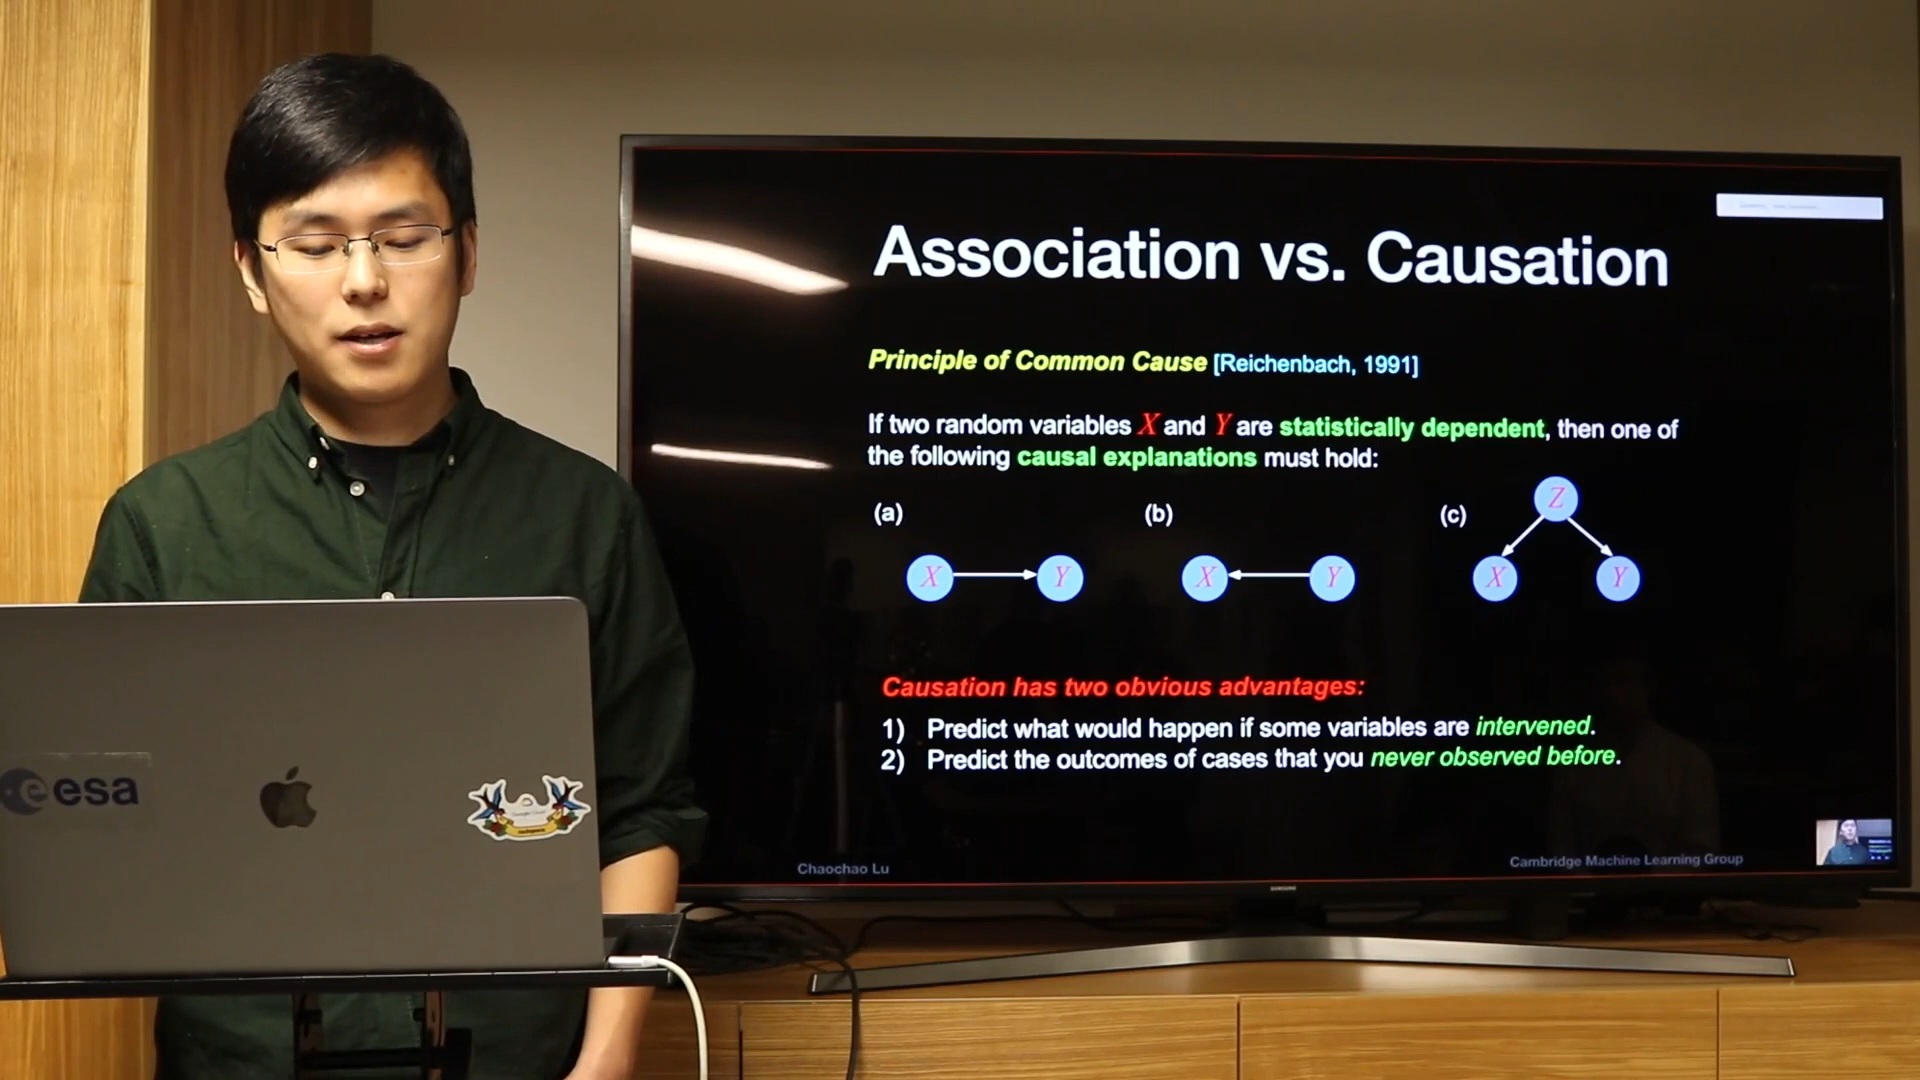 Association vs. Causation
Principle of Common Cause [Reichenbach, 1991]
If two random variables X and Y are statistically dependent, then one of
the following causal explanations must hold:
(a) (b) (c)
Z
X Y X Y X Y
Causation has two obvious advantages:
1) Predict what would happen if some variables are intervened.
2) Predict the outcomes of cases that you never observed before.
Chaochao Lu
Cambridge Machine Learning Group
SAMSUNG
esa